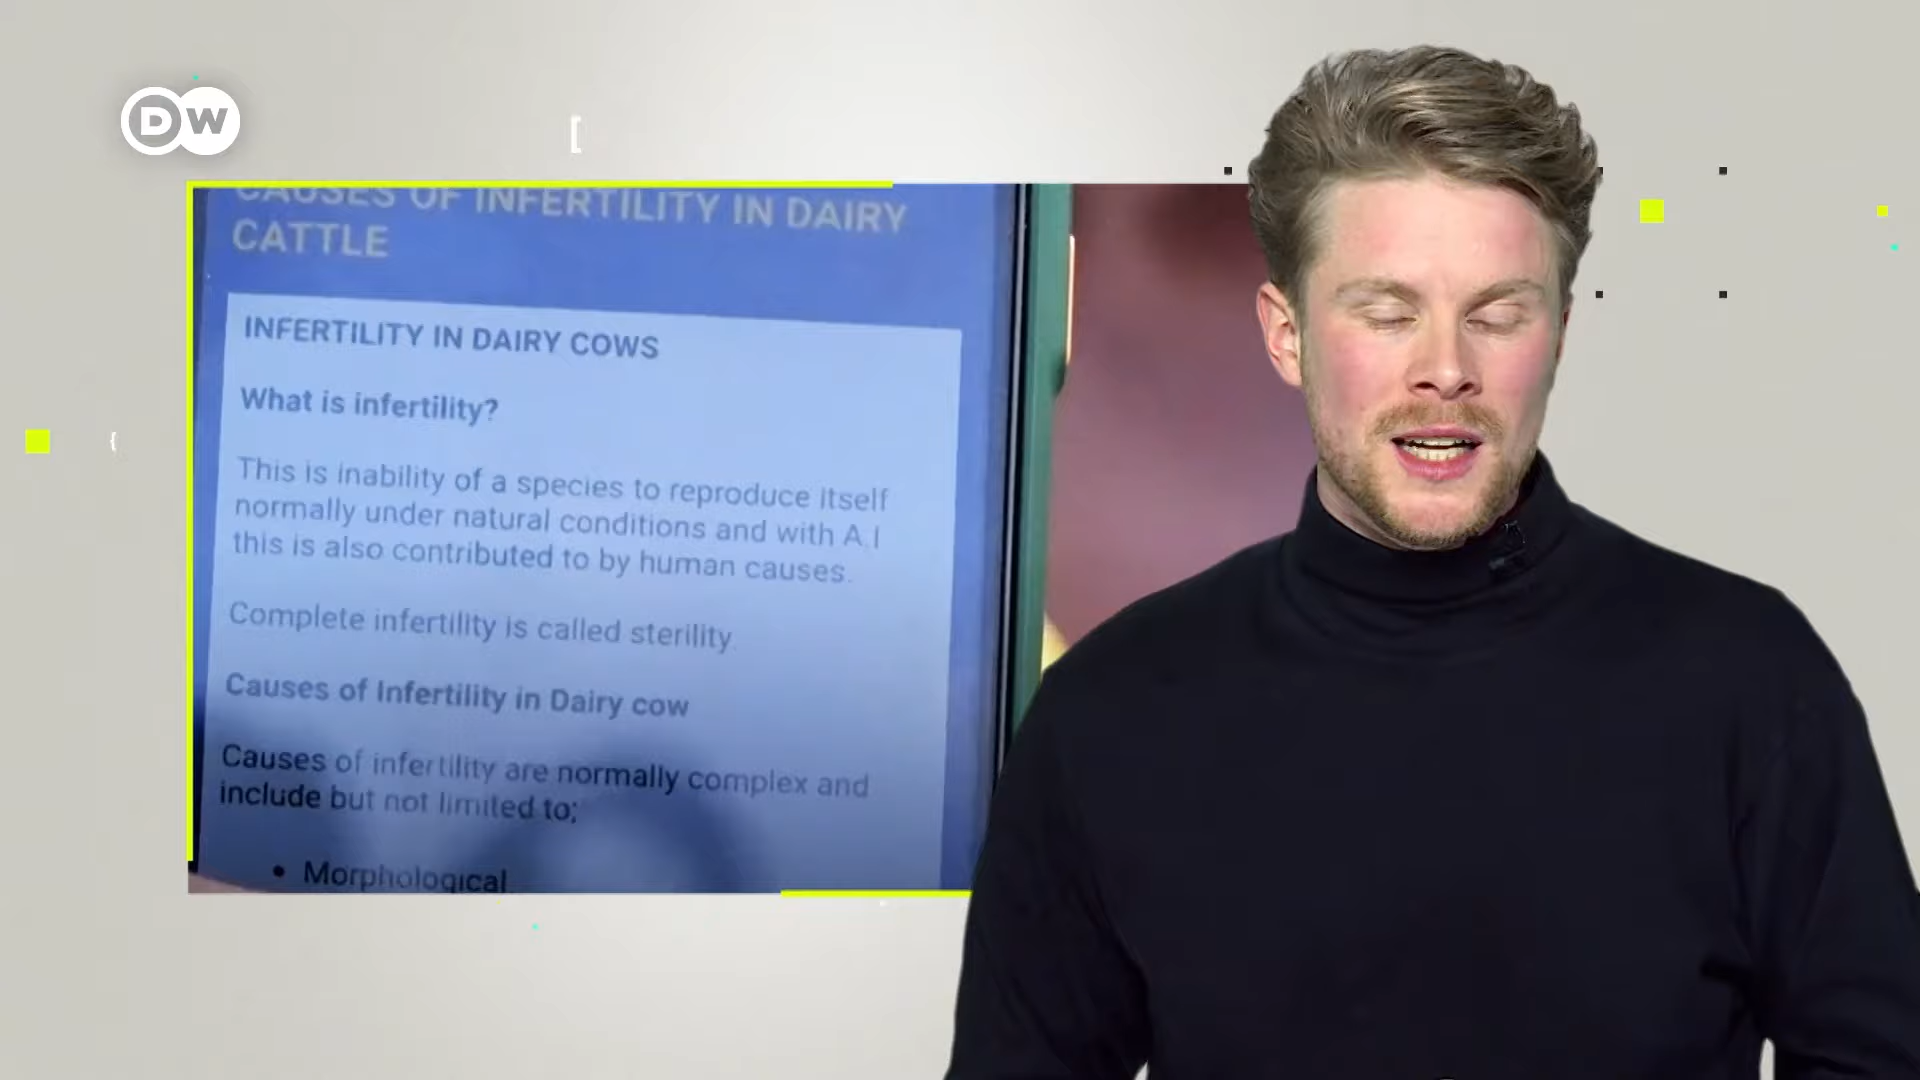 DW
[
CAUSES OF INFERTILITY IN DAIRY
CATTLE
INFERTILITY IN DAIRY COWS
What is infertility?
This is inability of a species to reproduce itself
normally under natural conditions and with A.I
this is also contributed to by human causes.
{
Complete infertility is called sterility.
Causes of Infertility in Dairy cow
Causes of infertility are normally complex and
include but not limited to;
• Morphological